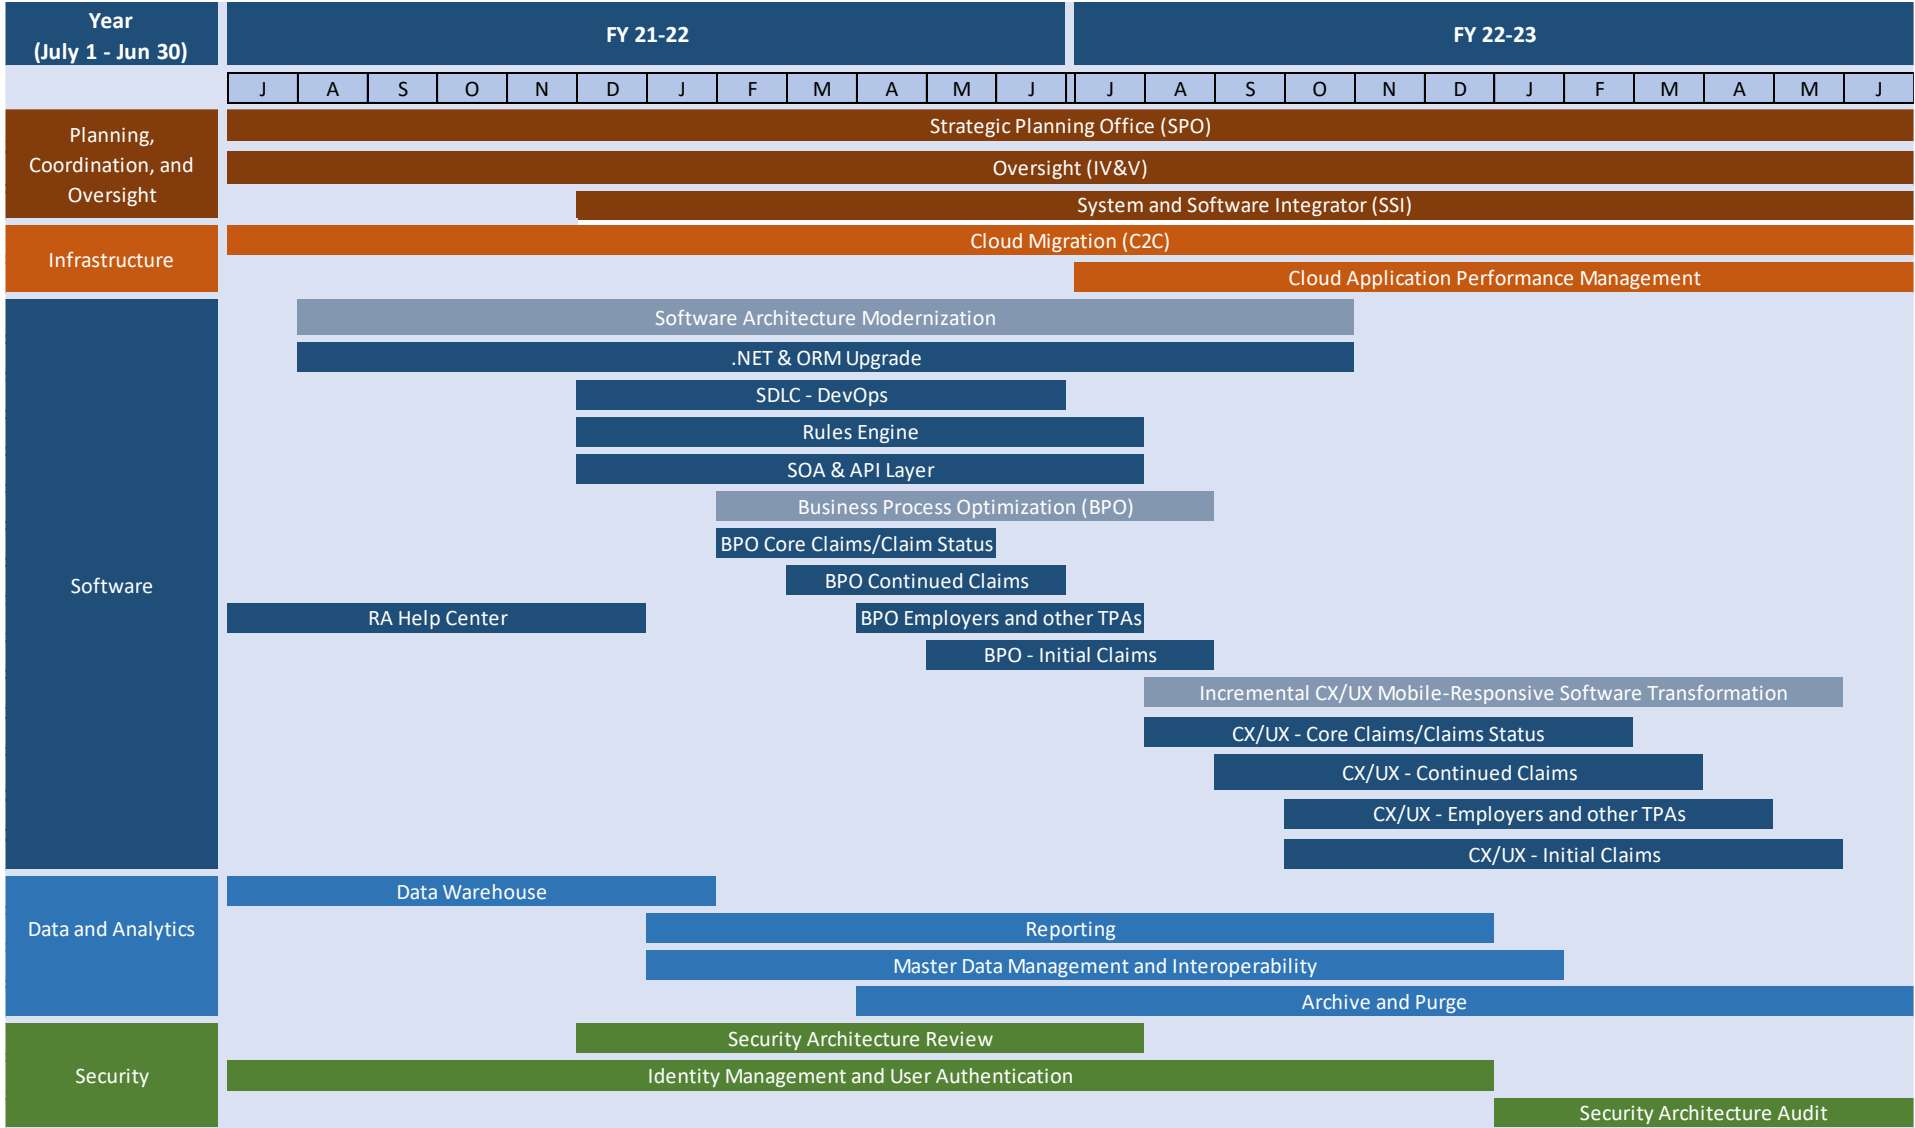 Year
(July 1 - Jun 30)
FY 21-22
FY 22-23
J A S O N D J F M A M J J A S O N D J F M A M J
Planning,
Coordination, and
Oversight
Strategic Planning Office (SPO)
Oversight (IV&V)
System and Software Integrator (SSI)
Infrastructure
Cloud Migration (C2C)
Cloud Application Performance Management
Software
Software Architecture Modernization
.NET & ORM Upgrade
SDLC - DevOps
Rules Engine
SOA & API Layer
Business Process Optimization (BPO)
BPO Core Claims/Claim Status
BPO Continued Claims
RA Help Center
BPO Employers and other TPAs
BPO - Initial Claims
Incremental CX/UX Mobile-Responsive Software Transformation
CX/UX - Core Claims/Claims Status
CX/UX - Continued Claims
CX/UX - Employers and other TPAs
CX/UX - Initial Claims
Data and Analytics
Data Warehouse
Reporting
Master Data Management and Interoperability
Archive and Purge
Security
Security Architecture Review
Identity Management and User Authentication
Security Architecture Audit